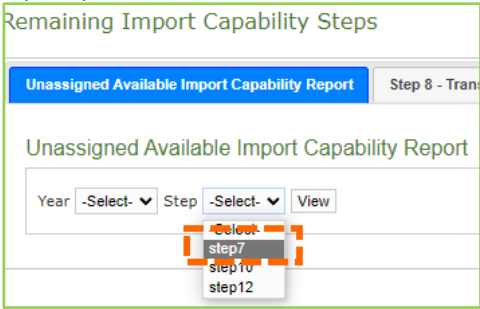 Remaining Import Capability Steps
Unassigned Available Import Capability Report Step 8 - Trans
Unassigned Available Import Capability Report
Year -Select- Step -Select- View
-Select-
step7
step10
step12